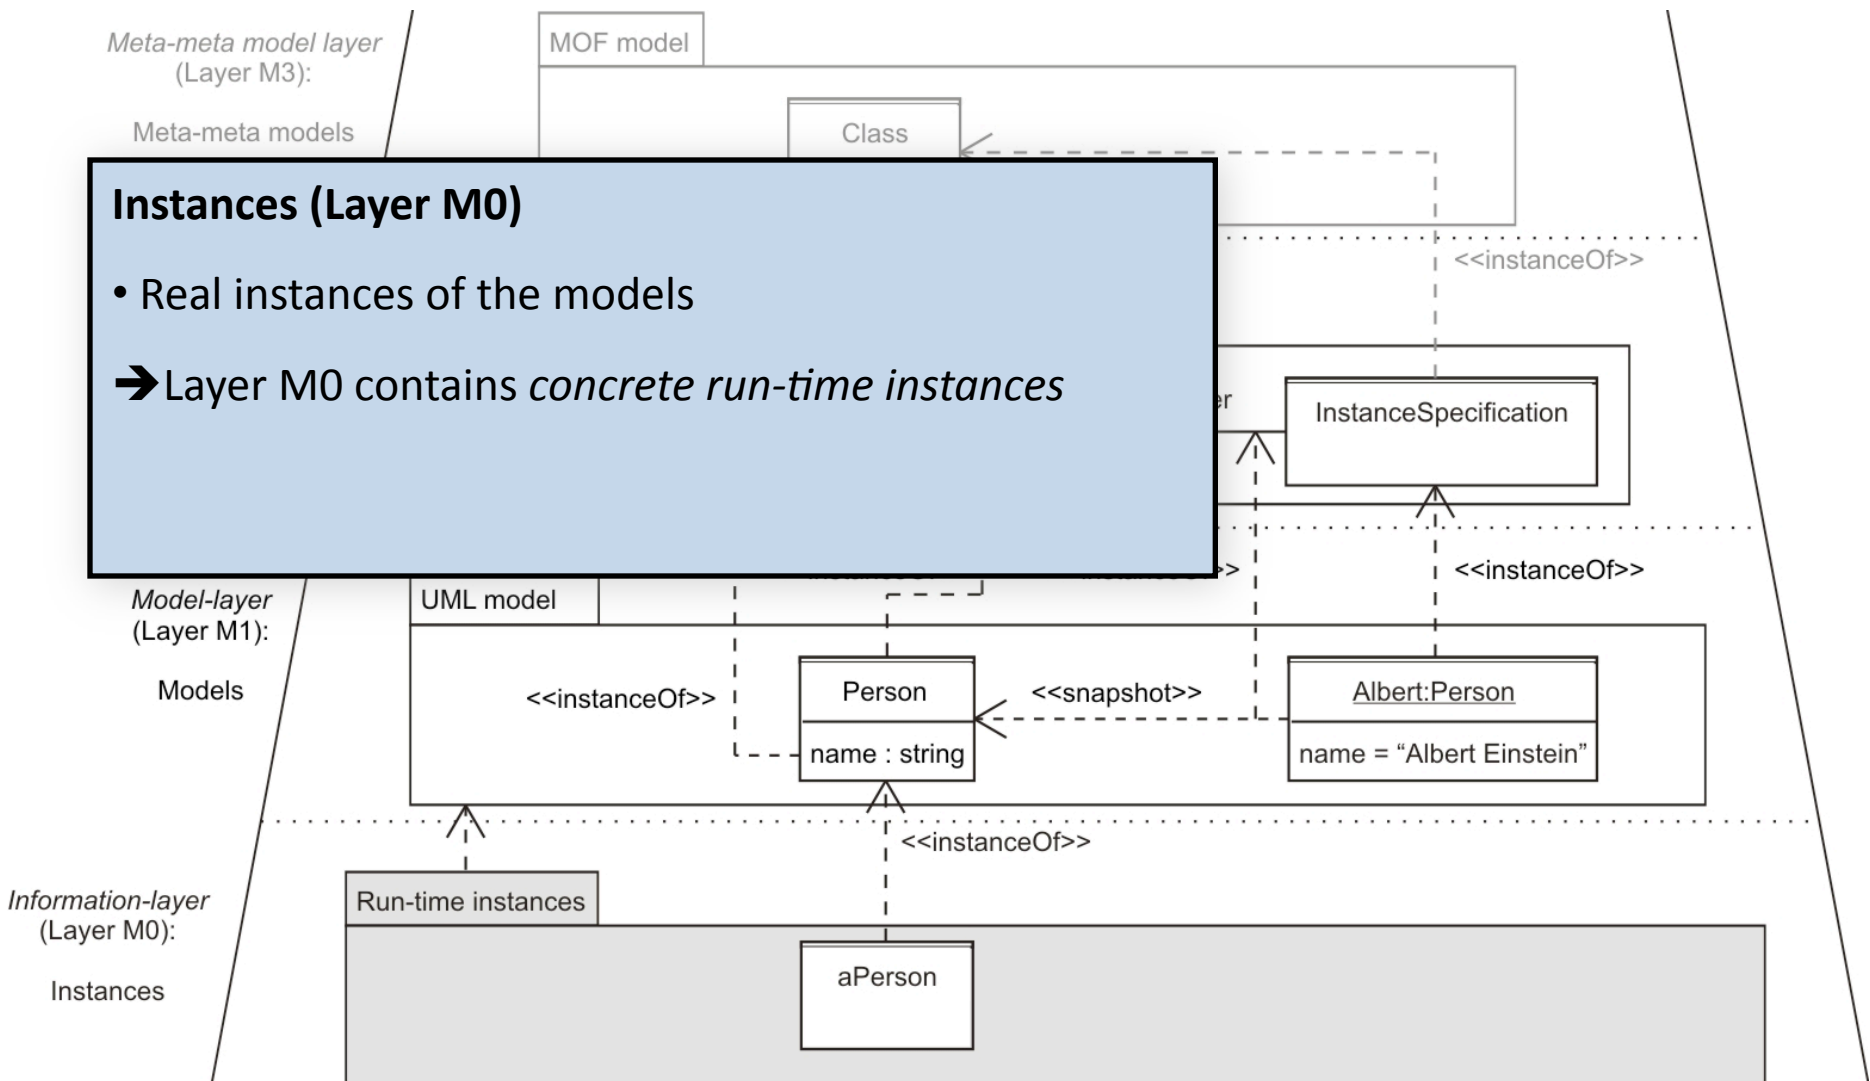 Meta-meta model layer
(Layer M3):
Meta-meta models
MOF model
Class
<<instanceOf>>
Instances (Layer M0)
• Real instances of the models
➔Layer M0 contains concrete run-time instances
InstanceSpecification
<<instanceOf>>
Model-layer
(Layer M1):
Models
UML model
<<instanceOf>>
Person
name : string
<<snapshot>>
Albert:Person
name = “Albert Einstein”
<<instanceOf>>
Information-layer
(Layer M0):
Instances
Run-time instances
aPerson